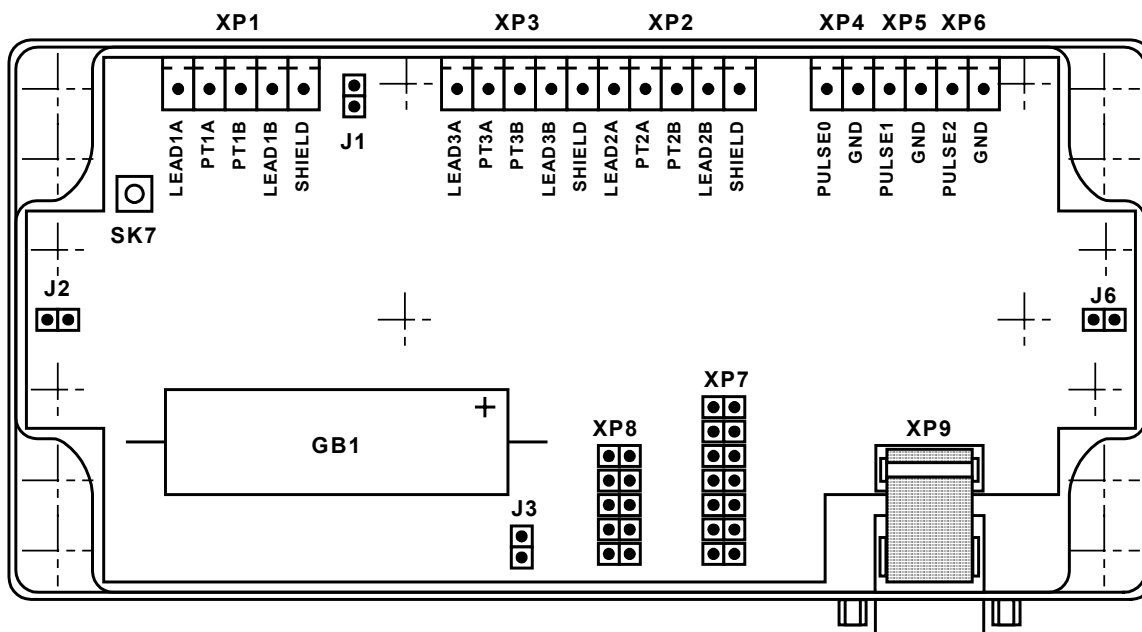 XP1 XP3 XP2 XP4 XP5 XP6
LEAD1A
PT1A
PT1B
LEAD1B
SHIELD
J1
LEAD3A
PT3A
PT3B
LEAD3B
SHIELD
LEAD2A
PT2A
PT2B
LEAD2B
SHIELD
PULSE0
GND
PULSE1
GND
PULSE2
GND
SK7
J2
J6
+
GB1
XP8
XP7
XP9
J3